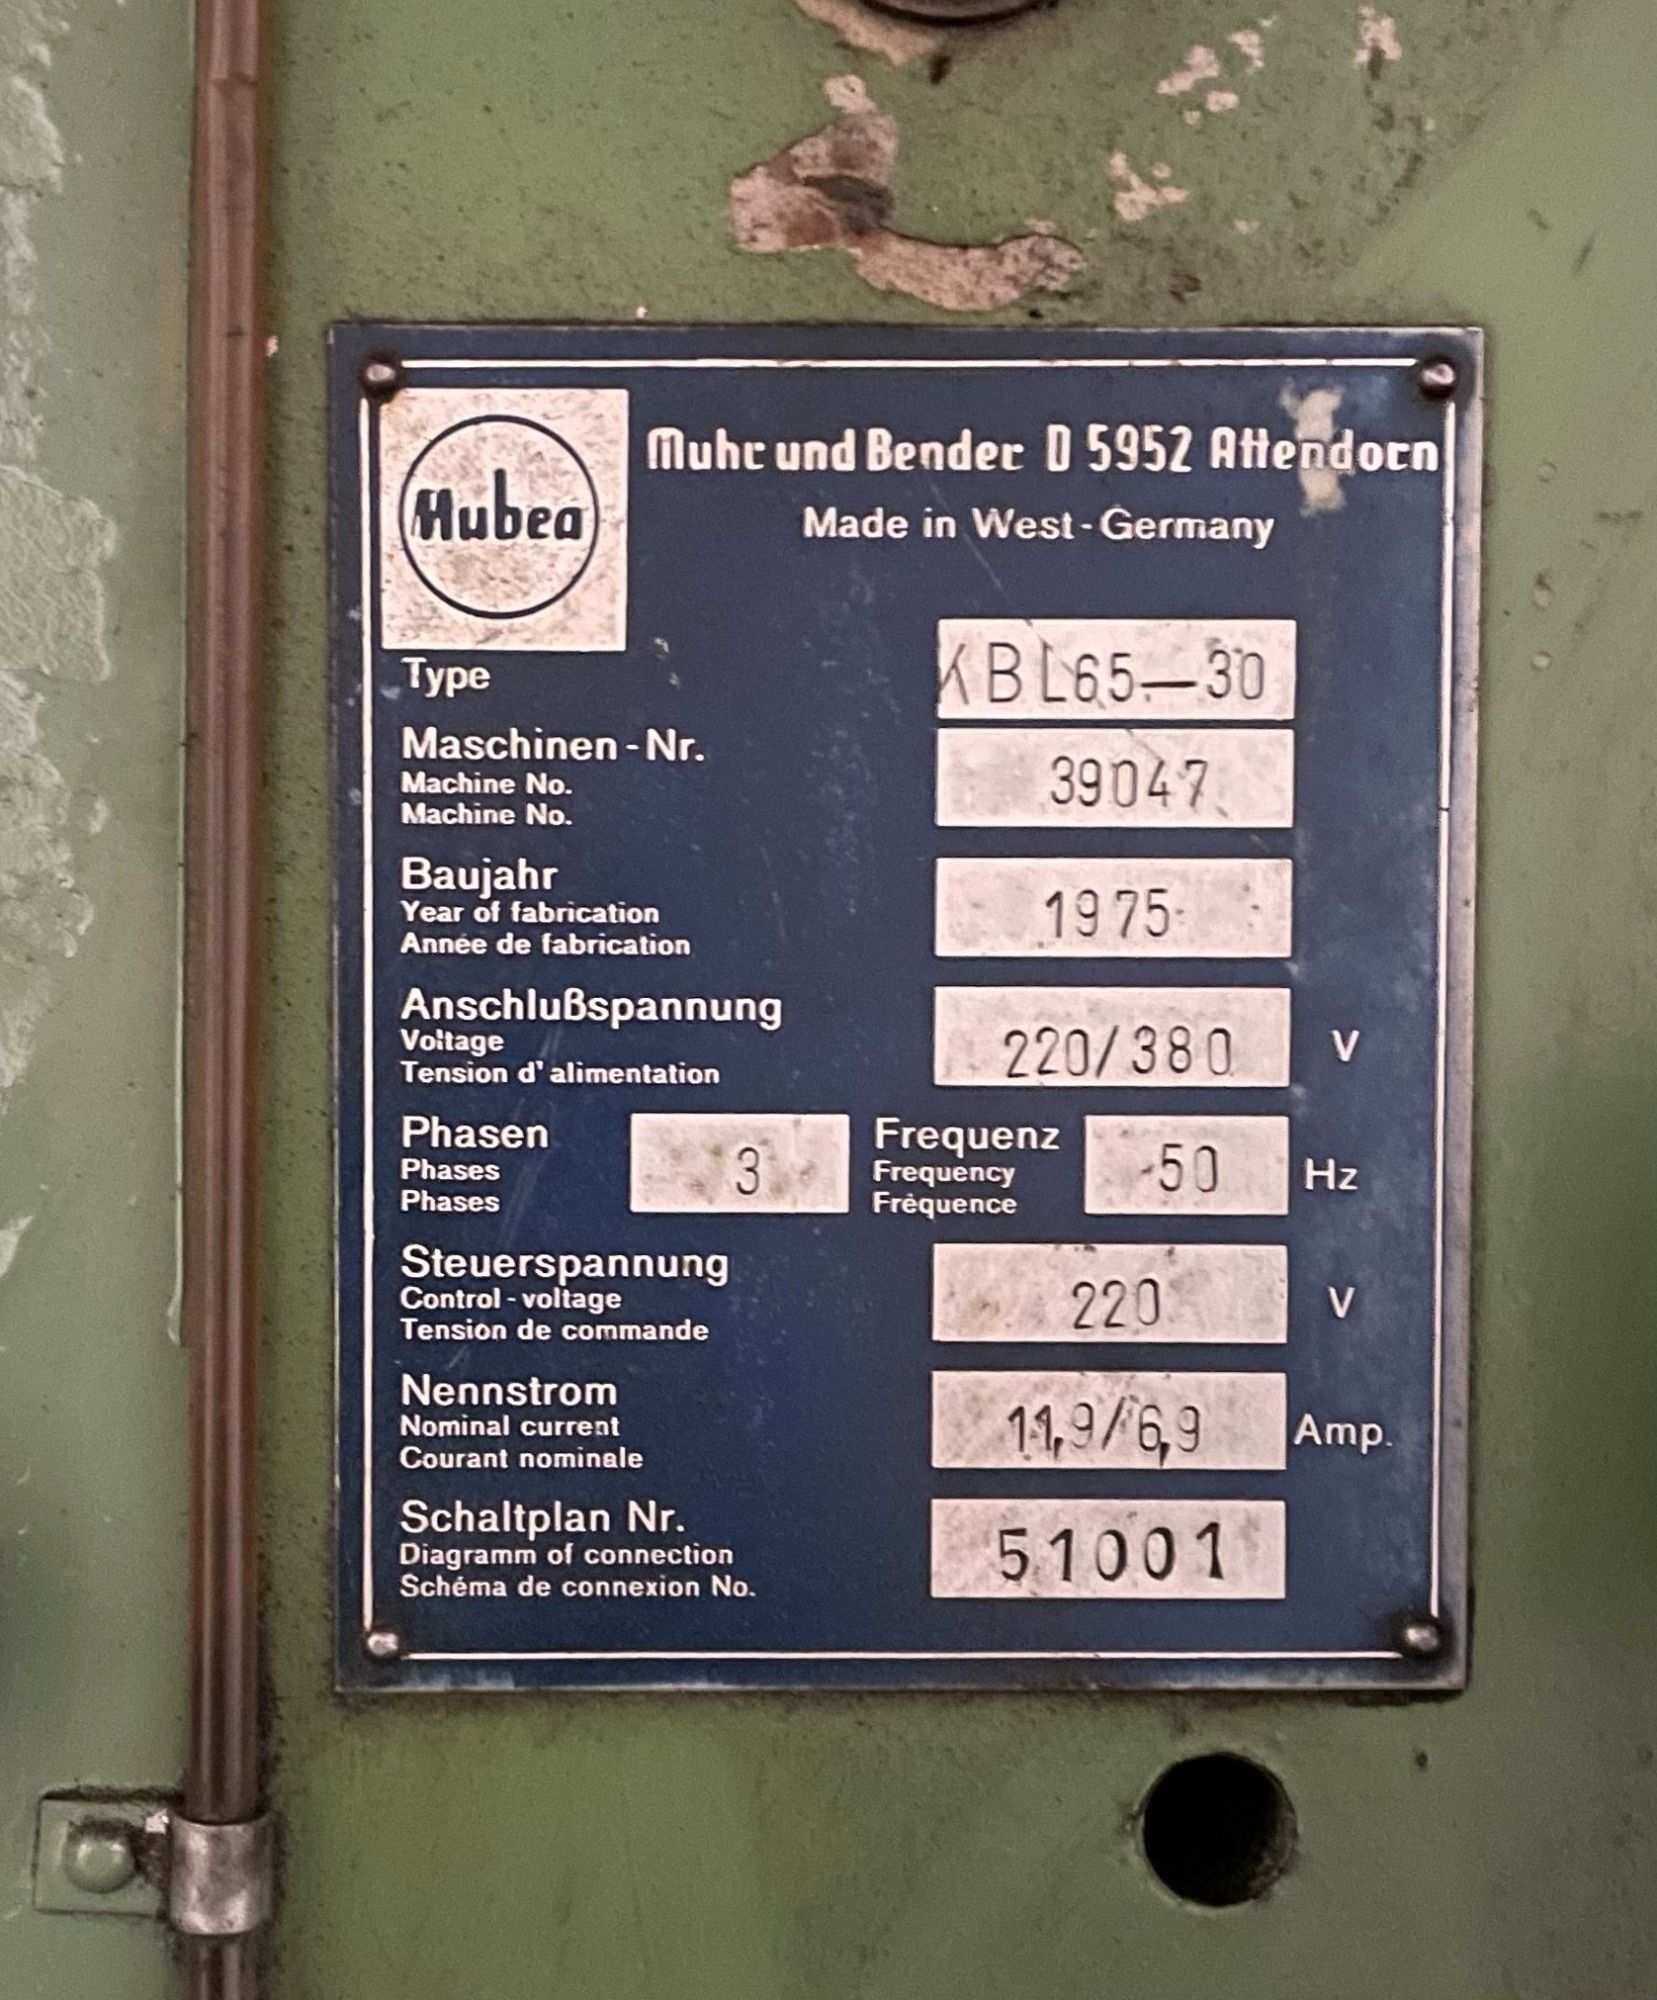 Mubea
Muhr und Bender D 5952 Attendorn
Made in West-Germany
Type KBL65—30
Maschinen-Nr. 39047
Machine No.
Machine No.
Baujahr 1975
Year of fabrication
Année de fabrication
Anschlußspannung 220/380 V
Voltage
Tension d'alimentation
Phasen 3 Frequenz 50 Hz
Phases Frequency
Phases Fréquence
Steuerspannung 220 V
Control-voltage
Tension de commande
Nennstrom 11,9/6,9 Amp.
Nominal current
Courant nominale
Schaltplan Nr. 51001
Diagramm of connection
Schéma de connexion No.